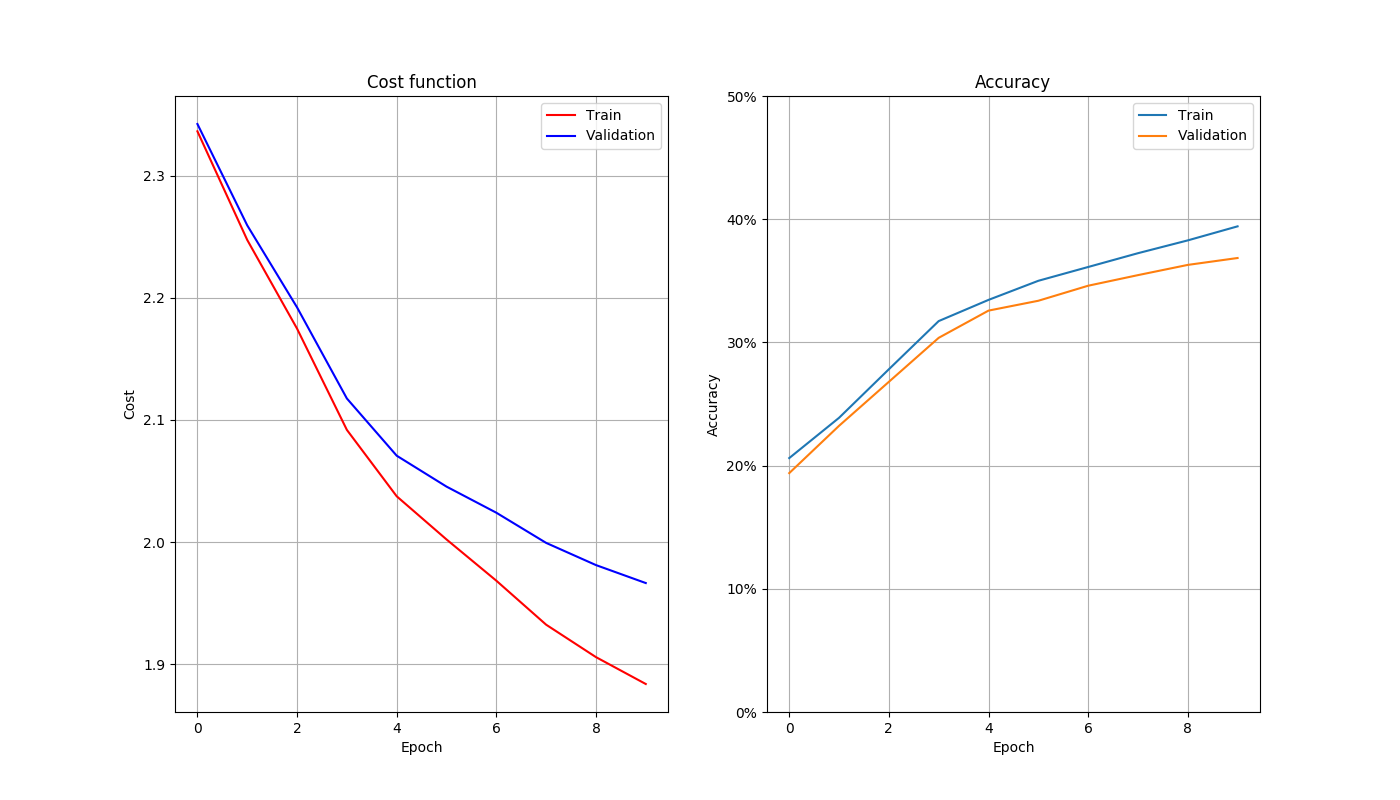 Cost function
Train
Validation
2.3
2.2
2.1
2.0
1.9
Cost
0 2 4 6 8
Epoch
Accuracy
Train
Validation
50%
40%
30%
20%
10%
0%
Accuracy
0 2 4 6 8
Epoch